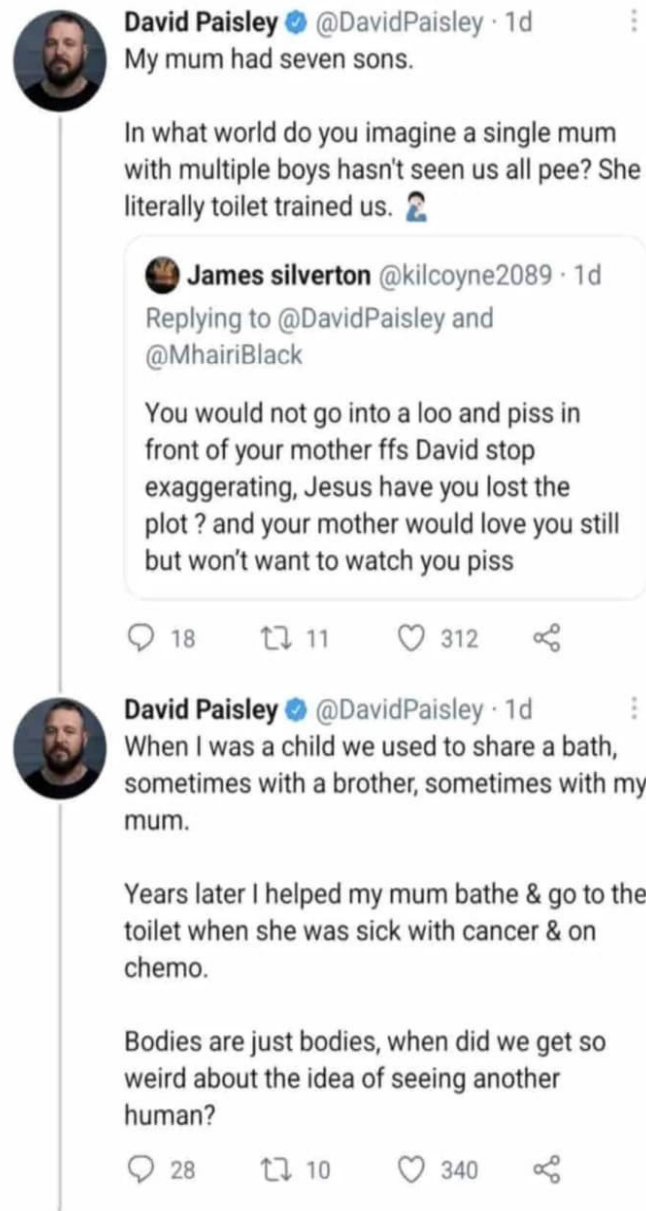 David Paisley @DavidPaisley · 1d
My mum had seven sons.
In what world do you imagine a single mum
with multiple boys hasn't seen us all pee? She
literally toilet trained us. 🤦🏻‍♂️
James silverton @kilcoyne2089 · 1d
Replying to @DavidPaisley and
@MhairiBlack
You would not go into a loo and piss in
front of your mother ffs David stop
exaggerating, Jesus have you lost the
plot ? and your mother would love you still
but won't want to watch you piss
18 11 312
David Paisley @DavidPaisley · 1d
When I was a child we used to share a bath,
sometimes with a brother, sometimes with my
mum.
Years later I helped my mum bathe & go to the
toilet when she was sick with cancer & on
chemo.
Bodies are just bodies, when did we get so
weird about the idea of seeing another
human?
28 10 340